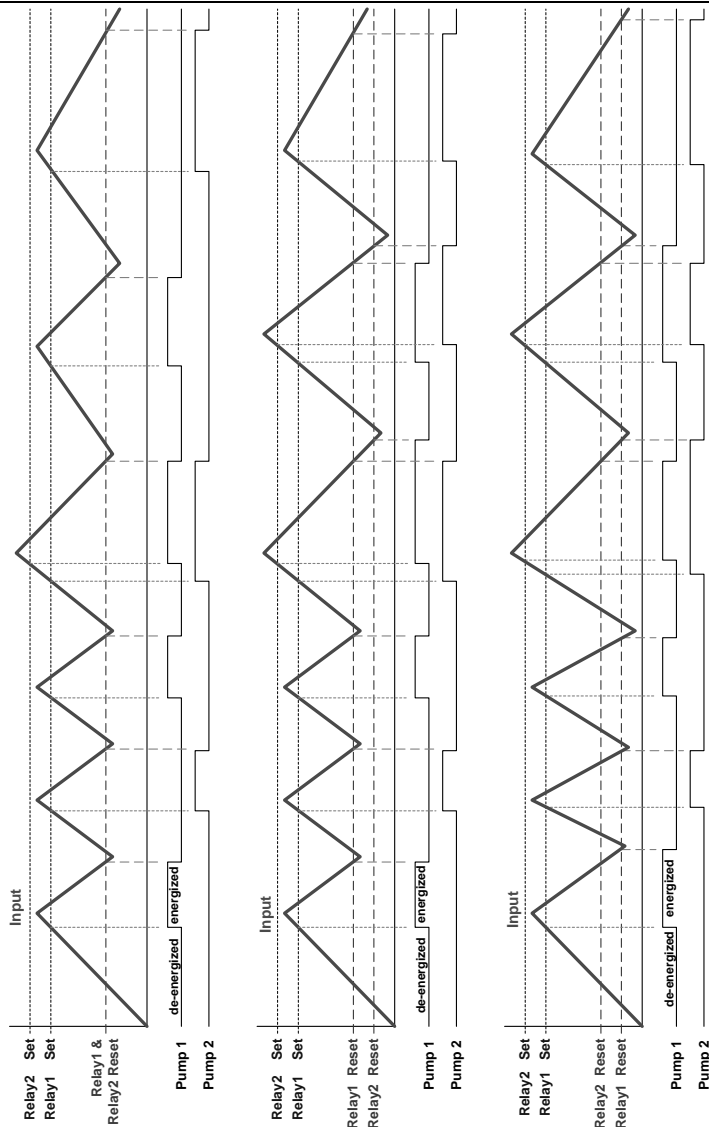 Input
Relay2 Set
Relay1 Set
Relay1 &
Relay2 Reset
de-energized energized
Pump 1
Pump 2
Input
Relay2 Set
Relay1 Set
Relay1 Reset
Relay2 Reset
de-energized energized
Pump 1
Pump 2
Input
Relay2 Set
Relay1 Set
Relay2 Reset
Relay1 Reset
de-energized energized
Pump 1
Pump 2